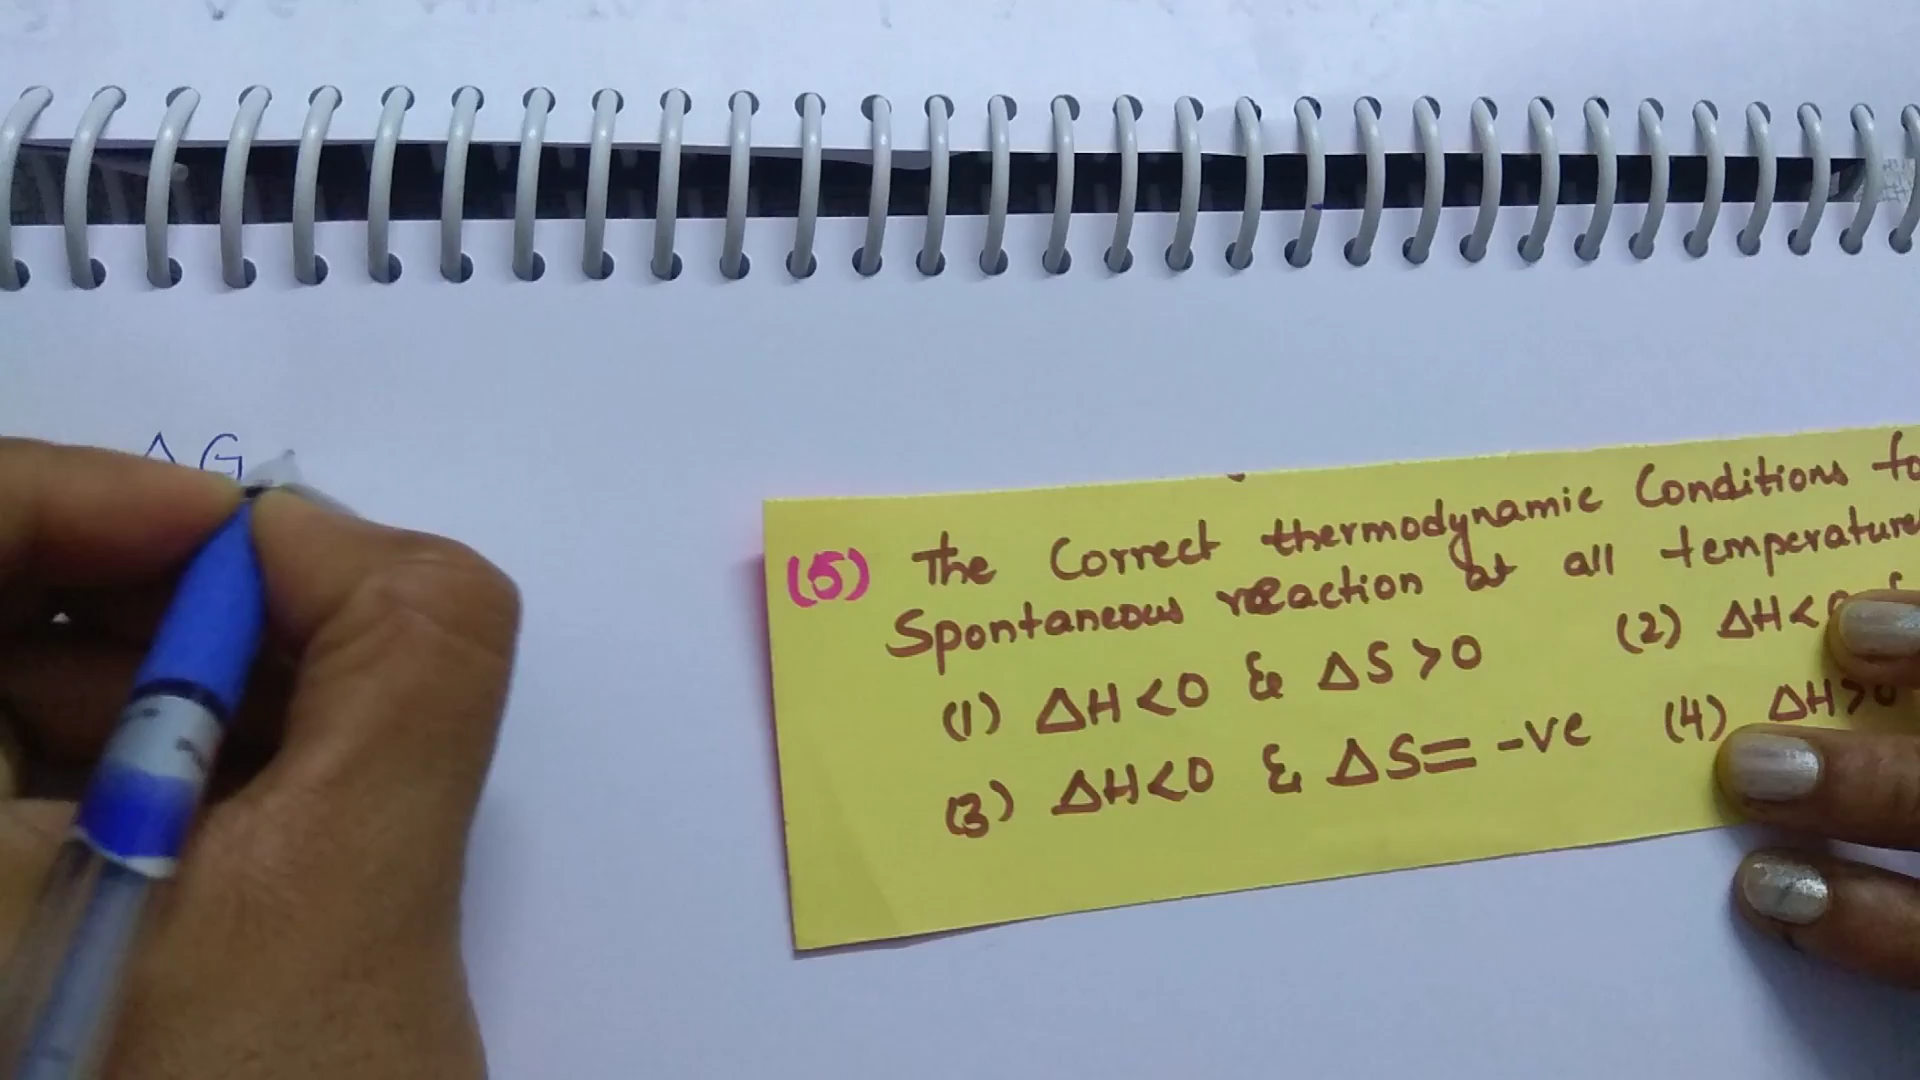 ΔG
(5) The Correct thermodynamic Conditions fo
Spontaneous reaction at all temperature
(1) ΔH<0 & ΔS>0 (2) ΔH<
(3) ΔH<0 & ΔS= -ve (4) ΔH>0